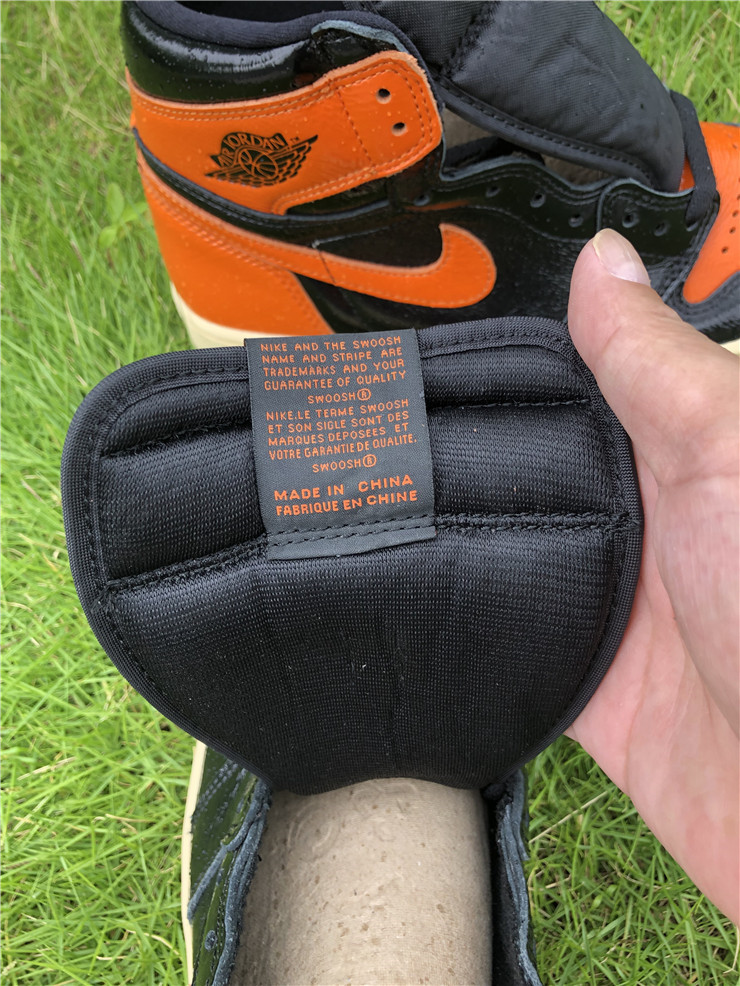 AIR JORDAN
NIKE AND THE SWOOSH
NAME AND STRIPE ARE
TRADEMARKS AND YOUR
GUARANTEE OF QUALITY
SWOOSH®
NIKE.LE TERME SWOOSH
ET SON SIGLE SONT DES
MARQUES DEPOSEES ET
VOTRE GARANTIE DE QUALITE.
SWOOSH®
MADE IN CHINA
FABRIQUE EN CHINE